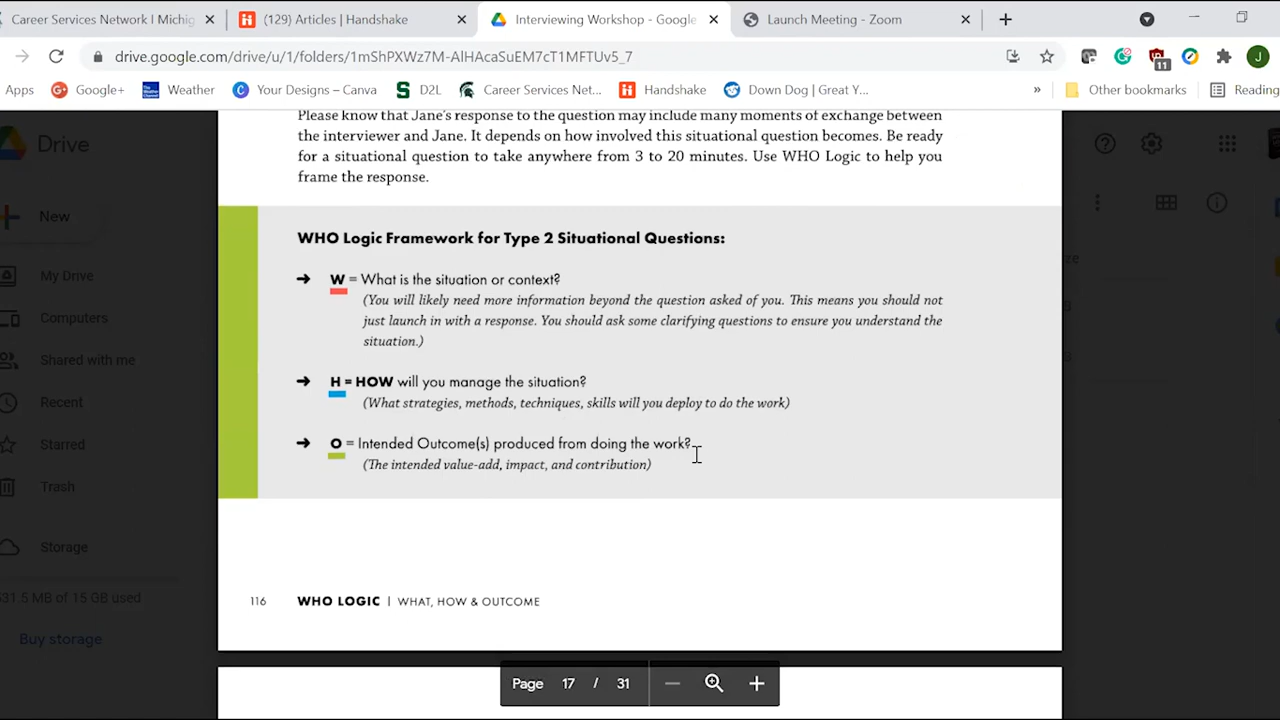 Career Services Network I Michig
(129) Articles | Handshake
Interviewing Workshop - Google
Launch Meeting - Zoom
drive.google.com/drive/u/1/folders/1mShPXWz7M-AlHAcaSuEM7cT1MFTUv5_7
11
J
Apps
Google+
Weather
Your Designs – Canva
D2L
Career Services Net...
Handshake
Down Dog | Great Y...
»
Other bookmarks
Reading
Drive
New
My Drive
Computers
Shared with me
Recent
Starred
Trash
Storage
531.5 MB of 15 GB used
Buy storage
Please know that Jane's response to the question may include many moments of exchange between
the interviewer and Jane. It depends on how involved this situational question becomes. Be ready
for a situational question to take anywhere from 3 to 20 minutes. Use WHO Logic to help you
frame the response.
WHO Logic Framework for Type 2 Situational Questions:
→ W = What is the situation or context?
(You will likely need more information beyond the question asked of you. This means you should not
just launch in with a response. You should ask some clarifying questions to ensure you understand the
situation.)
→ H = HOW will you manage the situation?
(What strategies, methods, techniques, skills will you deploy to do the work)
→ O = Intended Outcome(s) produced from doing the work?
(The intended value-add, impact, and contribution)
116 WHO LOGIC | WHAT, HOW & OUTCOME
Page 17 / 31